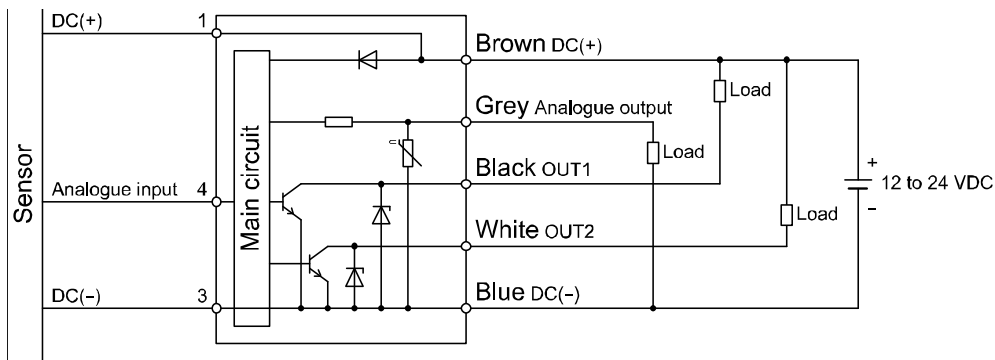 DC(+) 1
Brown DC(+)
Load
Grey Analogue output
Load
Black OUT1
+
12 to 24 VDC
−
Analogue input 4
Load
White OUT2
DC(−) 3
Blue DC(−)
Sensor
Main circuit
U